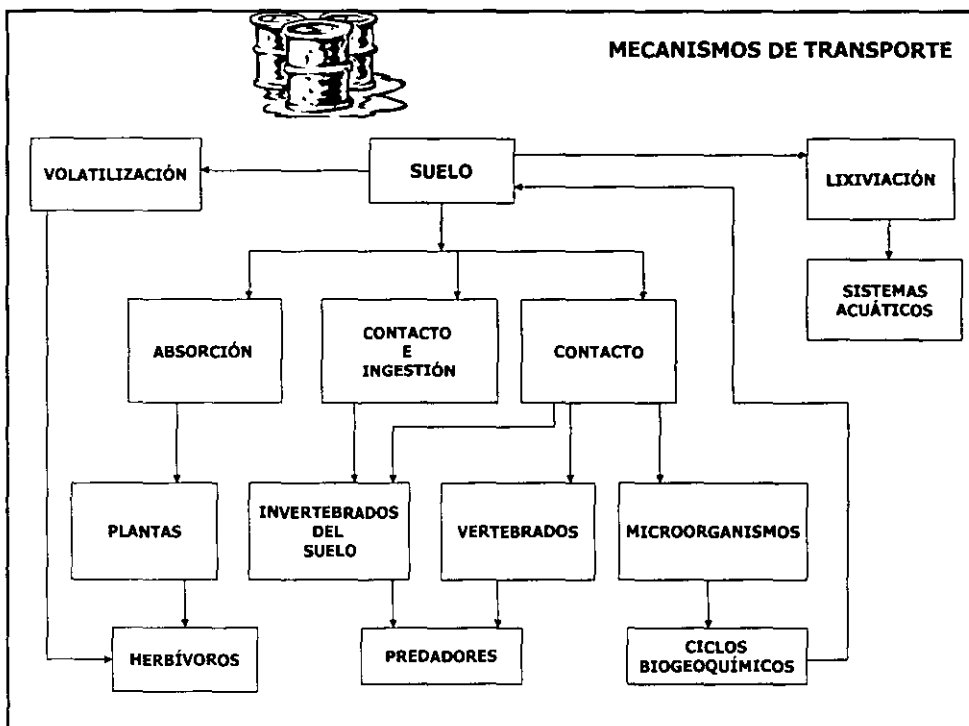 MECANISMOS DE TRANSPORTE
VOLATILIZACIÓN
SUELO
LIXIVIACIÓN
SISTEMAS
ACUÁTICOS
ABSORCIÓN
CONTACTO
E
INGESTIÓN
CONTACTO
PLANTAS
INVERTEBRADOS
DEL
SUELO
VERTEBRADOS
MICROORGANISMOS
HERBÍVOROS
PREDADORES
CICLOS
BIOGEOQUÍMICOS